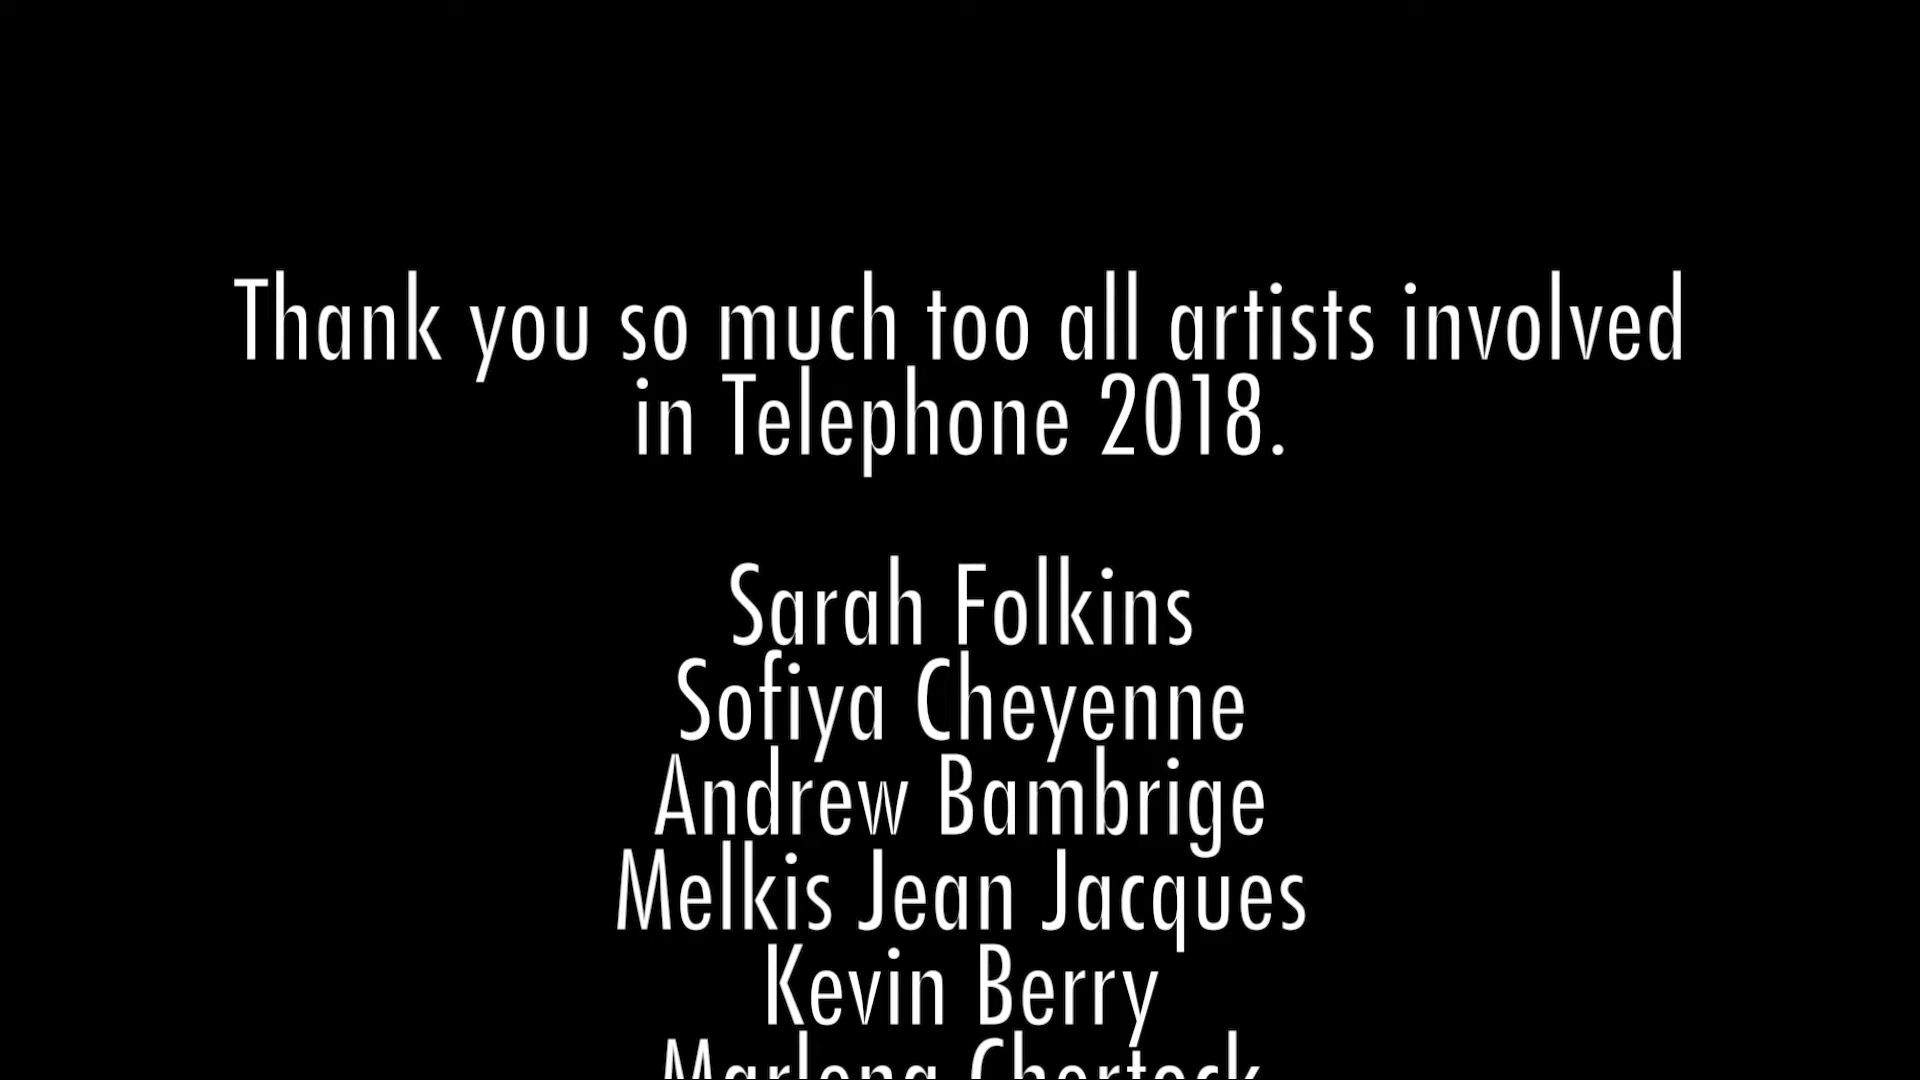 Thank you so much too all artists involved
in Telephone 2018.
Sarah Folkins
Sofiya Cheyenne
Andrew Bambrige
Melkis Jean Jacques
Kevin Berry
Marlena Chertock